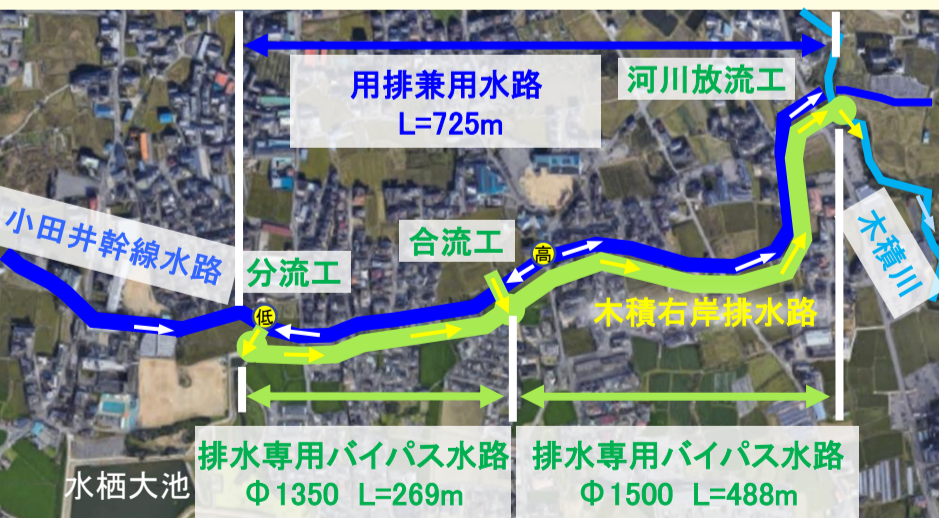 用排兼用水路
L=725m
河川放流工
小田井幹線水路
分流工
合流工
高
低
木積川
木積右岸排水路
排水専用バイパス水路
Φ1350 L=269m
排水専用バイパス水路
Φ1500 L=488m
水栖大池